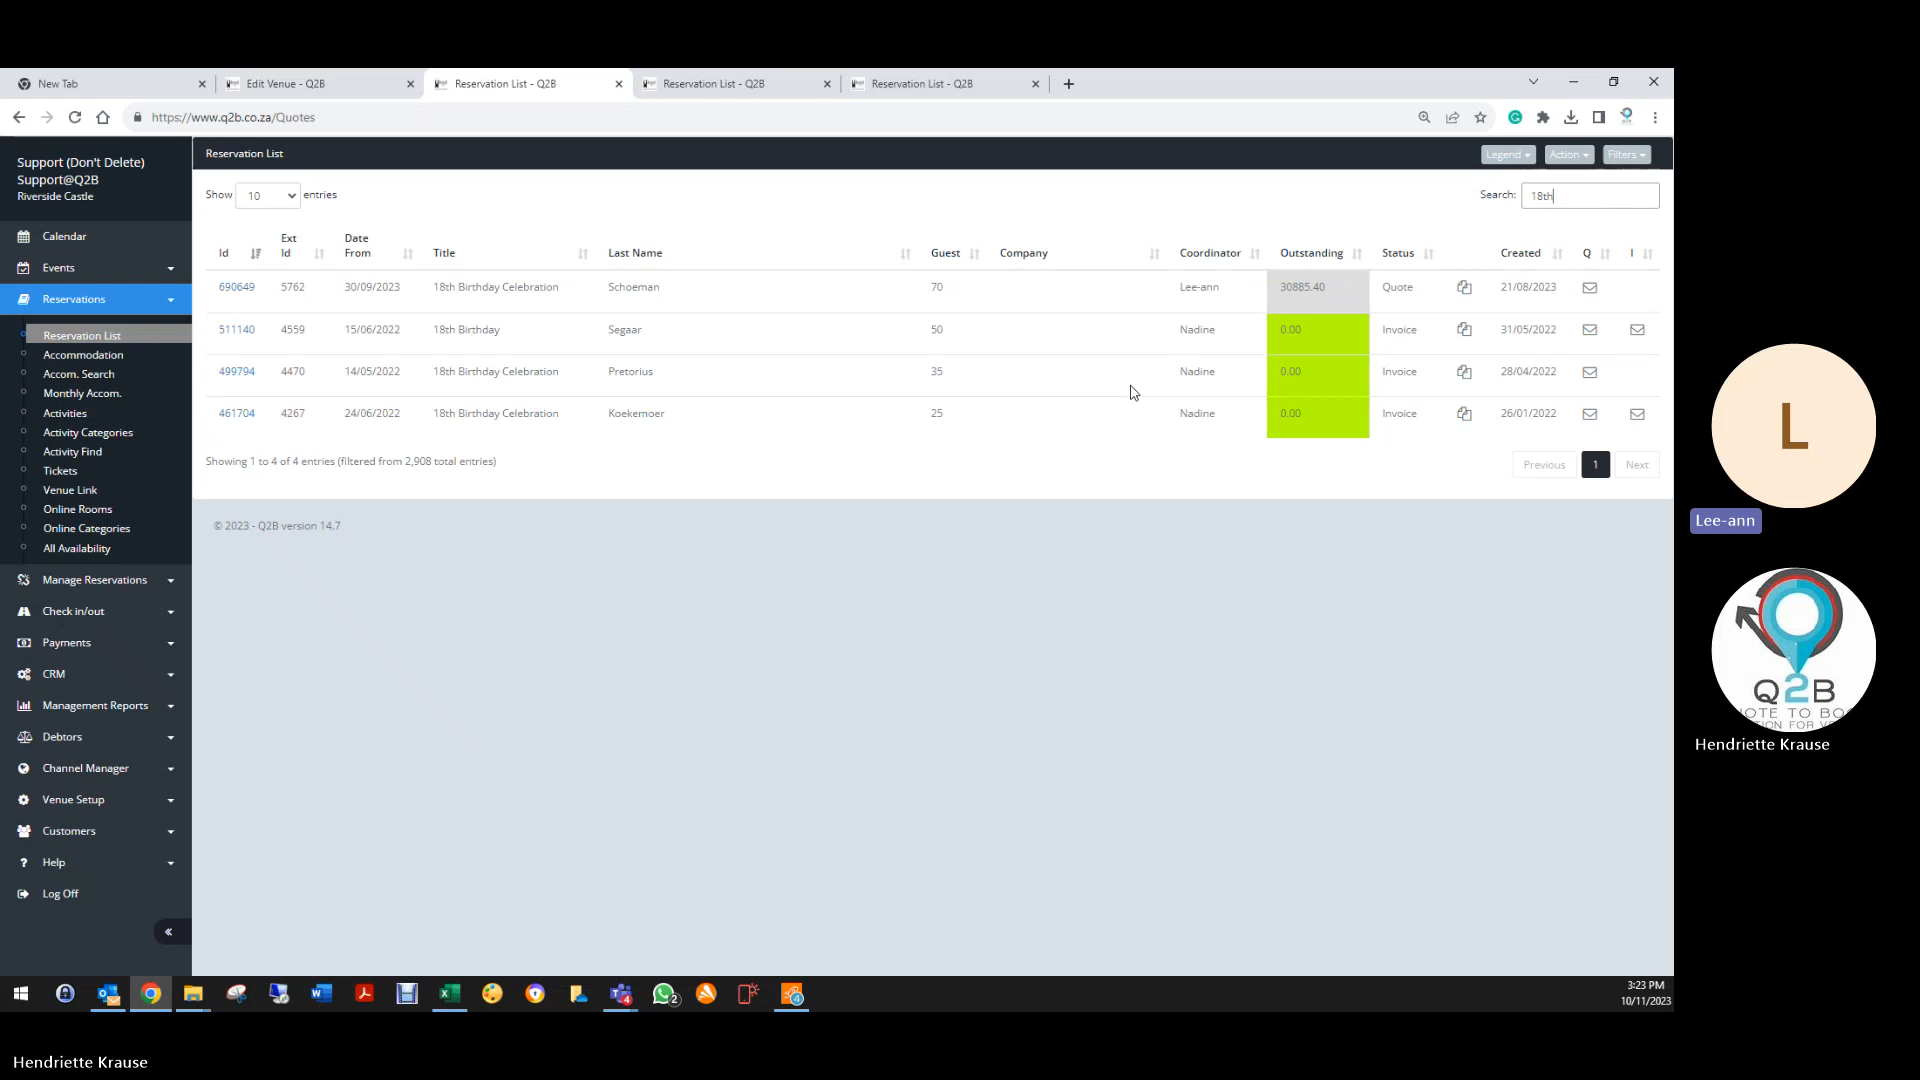 New Tab
Edit Venue - Q2B
Reservation List - Q2B
Reservation List - Q2B
Reservation List - Q2B
https://www.q2b.co.za/Quotes
Support (Don't Delete)
Support@Q2B
Riverside Castle
Calendar
Events
Reservations
Reservation List
Accommodation
Accom. Search
Monthly Accom.
Activities
Activity Categories
Activity Find
Tickets
Venue Link
Online Rooms
Online Categories
All Availability
Manage Reservations
Check in/out
Payments
CRM
Management Reports
Debtors
Channel Manager
Venue Setup
Customers
Help
Log Off
Reservation List
Legend
Action
Filters
Show 10 entries
Search: 18th
Id Ext Id Date From Title Last Name Guest Company Coordinator Outstanding Status Created Q I
690649 5762 30/09/2023 18th Birthday Celebration Schoeman 70 Lee-ann 30885.40 Quote 21/08/2023
511140 4559 15/06/2022 18th Birthday Segaar 50 Nadine 0.00 Invoice 31/05/2022
499794 4470 14/05/2022 18th Birthday Celebration Pretorius 35 Nadine 0.00 Invoice 28/04/2022
461704 4267 24/06/2022 18th Birthday Celebration Koekemoer 25 Nadine 0.00 Invoice 26/01/2022
Showing 1 to 4 of 4 entries (filtered from 2,908 total entries)
Previous 1 Next
© 2023 - Q2B version 14.7
3:23 PM
10/11/2023
L
Lee-ann
Q2B
OTE TO BO
Hendriette Krause
Hendriette Krause